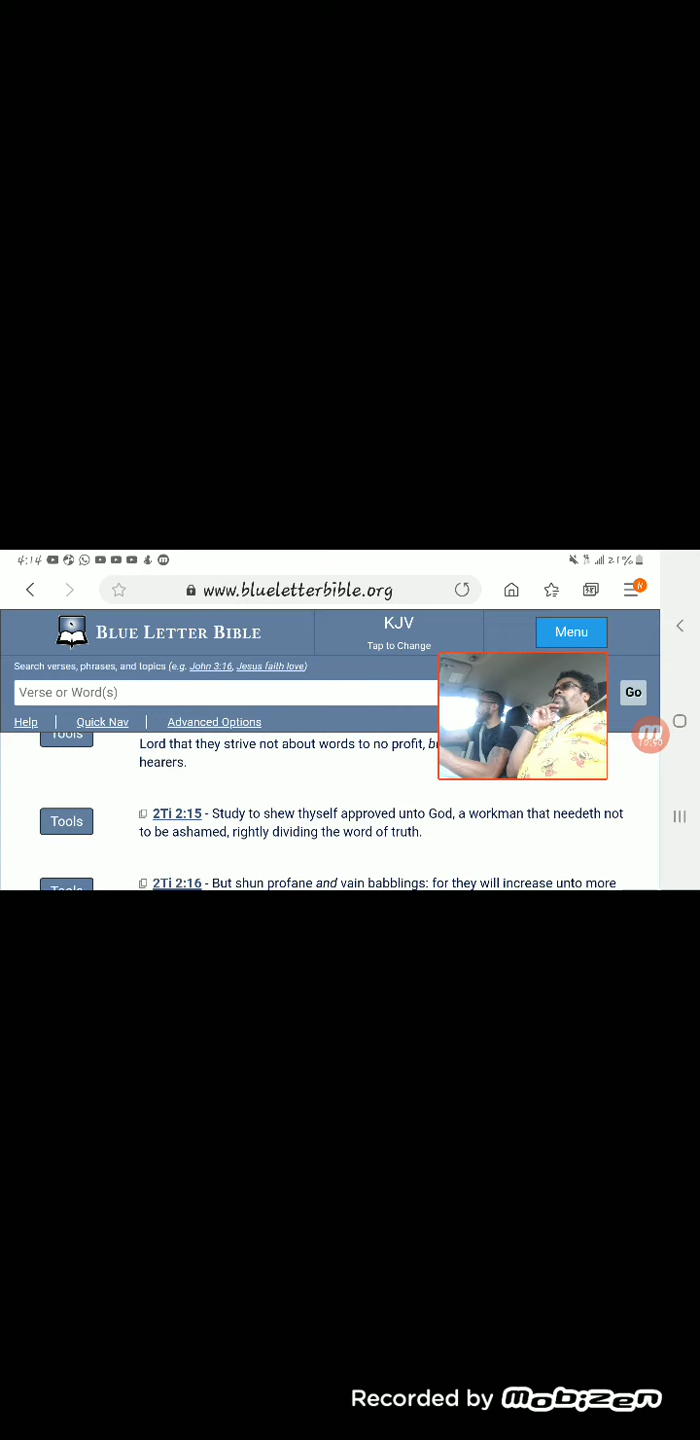 4:14
21%
www.blueletterbible.org
BLUE LETTER BIBLE
KJV
Tap to Change
Menu
Search verses, phrases, and topics (e.g. John 3:16, Jesus faith love)
Verse or Word(s)
Go
Help | Quick Nav | Advanced Options
Tools
Lord that they strive not about words to no profit,
hearers.
Tools
2Ti 2:15 - Study to shew thyself approved unto God, a workman that needeth not
to be ashamed, rightly dividing the word of truth.
Tools
2Ti 2:16 - But shun profane and vain babblings: for they will increase unto more
Recorded by mobizen